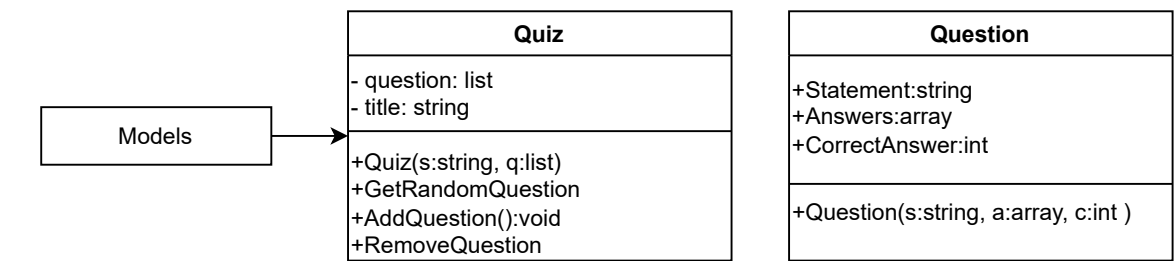 Models
Quiz
- question: list
- title: string
+Quiz(s:string, q:list)
+GetRandomQuestion
+AddQuestion():void
+RemoveQuestion
Question
+Statement:string
+Answers:array
+CorrectAnswer:int
+Question(s:string, a:array, c:int )